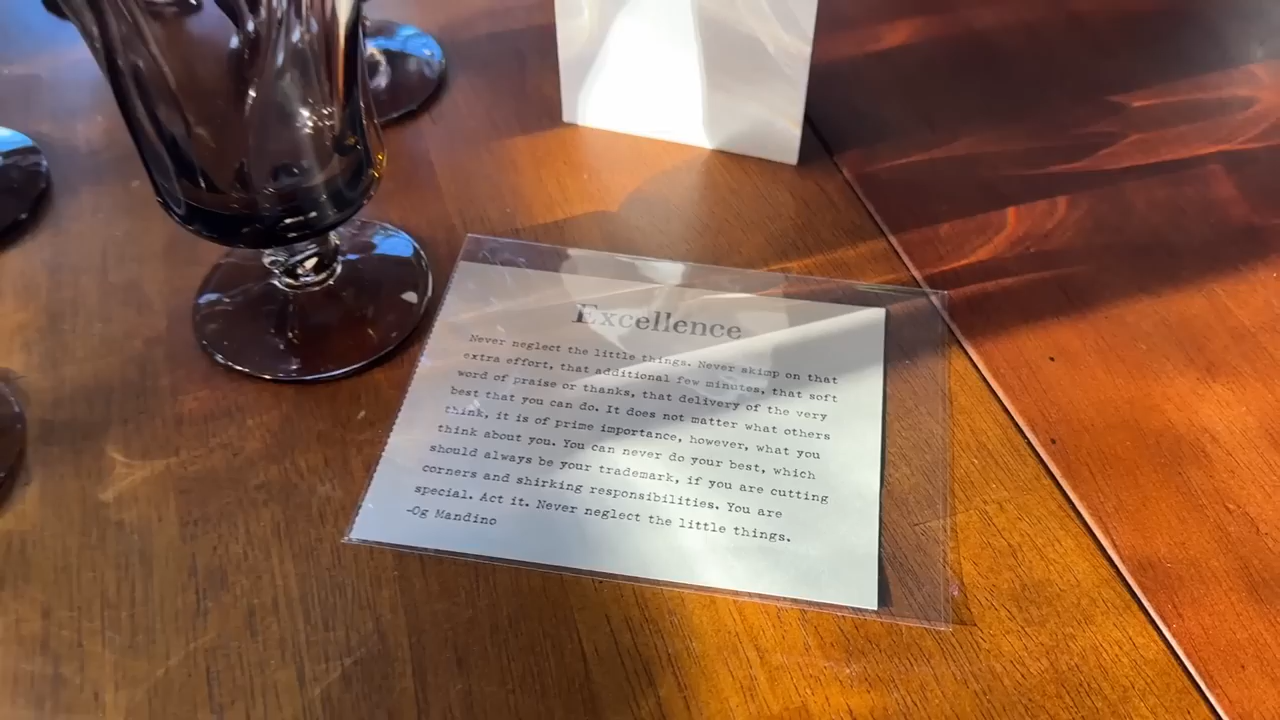 Excellence
Never neglect the little things. Never skimp on that
extra effort, that additional few minutes, that soft
word of praise or thanks, that delivery of the very
best that you can do. It does not matter what others
think, it is of prime importance, however, what you
think about you. You can never do your best, which
should always be your trademark, if you are cutting
corners and shirking responsibilities. You are
special. Act it. Never neglect the little things.
-Og Mandino